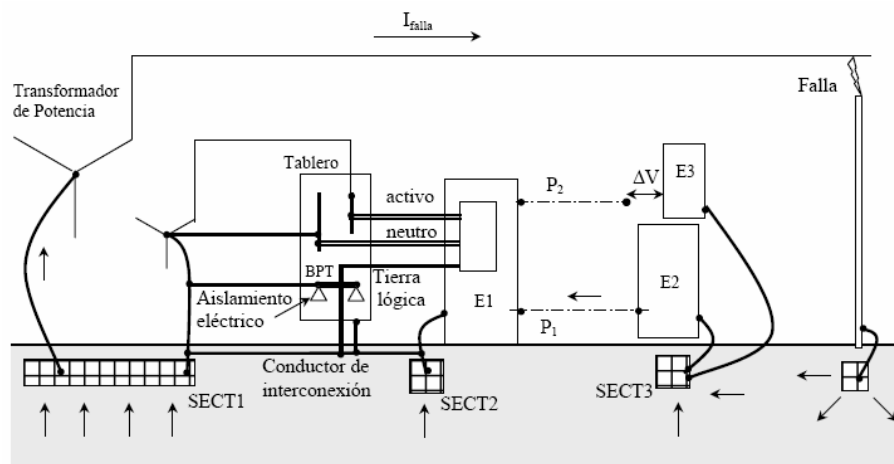 I falla
Transformador
de Potencia
Falla
Tablero
activo
neutro
P2
ΔV
E3
BPT
Tierra
lógica
Aislamiento
eléctrico
E1
E2
P1
Conductor de
interconexión
SECT1
SECT2
SECT3